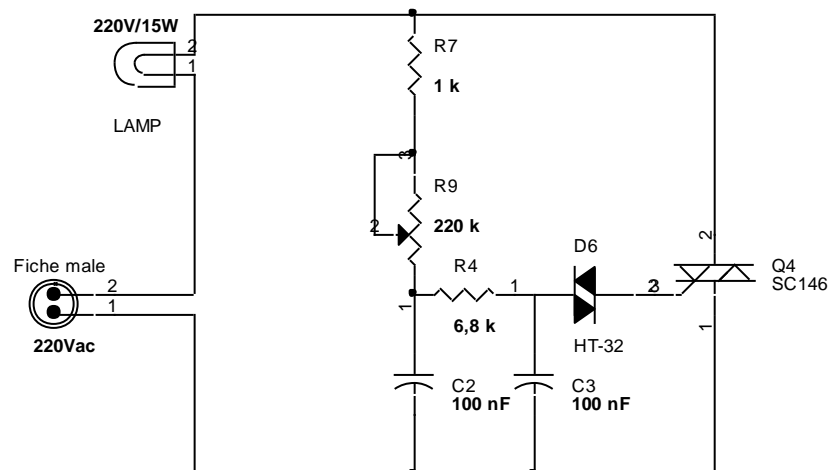 220V/15W
2
1
LAMP
R7
1 k
3
R9
2
220 k
Fiche male
2
1
220Vac
R4
1
1
6,8 k
D6
2
3
HT-32
2
Q4
SC146
1
C2
100 nF
C3
100 nF